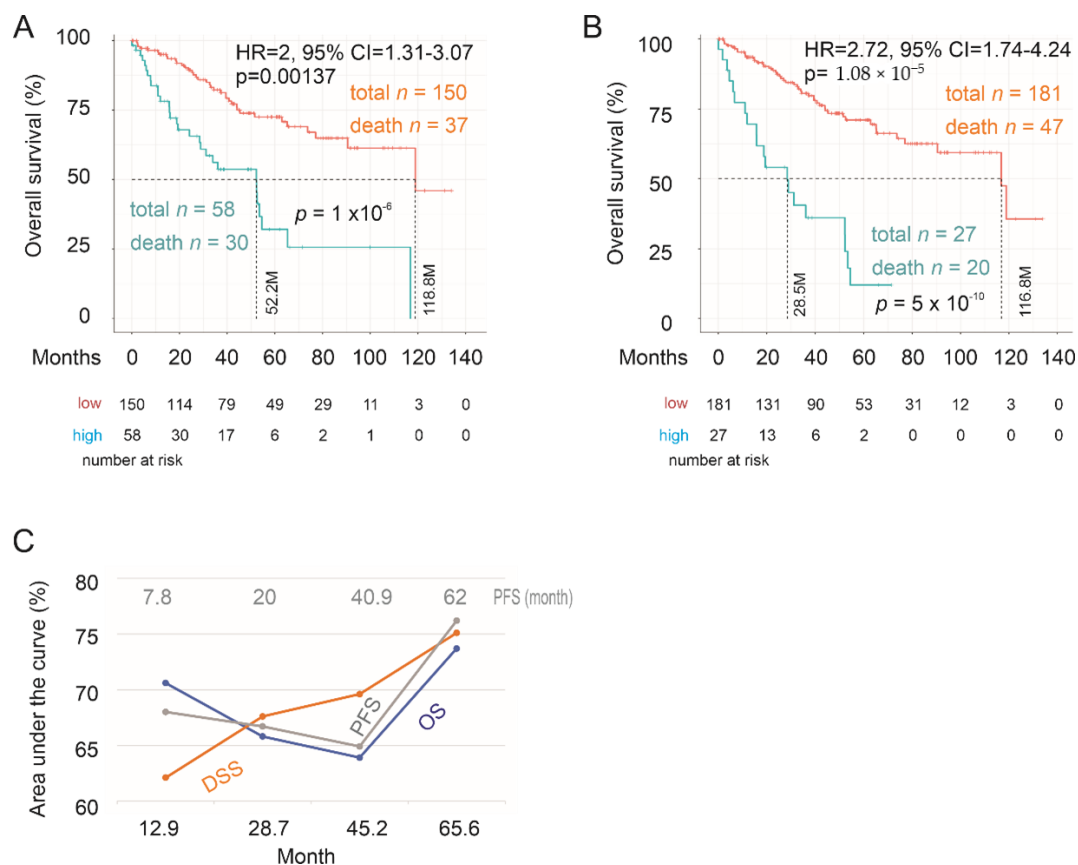 A
HR=2, 95% CI=1.31-3.07
p=0.00137
total n = 150
death n = 37
total n = 58
death n = 30
p = 1 x10-6
52.2M
118.8M
Overall survival (%)
100
75
50
25
0
Months 0 20 40 60 80 100 120 140
low 150 114 79 49 29 11 3 0
high 58 30 17 6 2 1 0 0
number at risk
B
HR=2.72, 95% CI=1.74-4.24
p= 1.08 × 10−5
total n = 181
death n = 47
total n = 27
death n = 20
p = 5 x 10-10
28.5M
116.8M
Overall survival (%)
100
75
50
25
0
Months 0 20 40 60 80 100 120 140
low 181 131 90 53 31 12 3 0
high 27 13 6 2 0 0 0 0
number at risk
C
Area under the curve (%)
80
75
70
65
60
7.8 20 40.9 62 PFS (month)
DSS
PFS
OS
12.9 28.7 45.2 65.6
Month